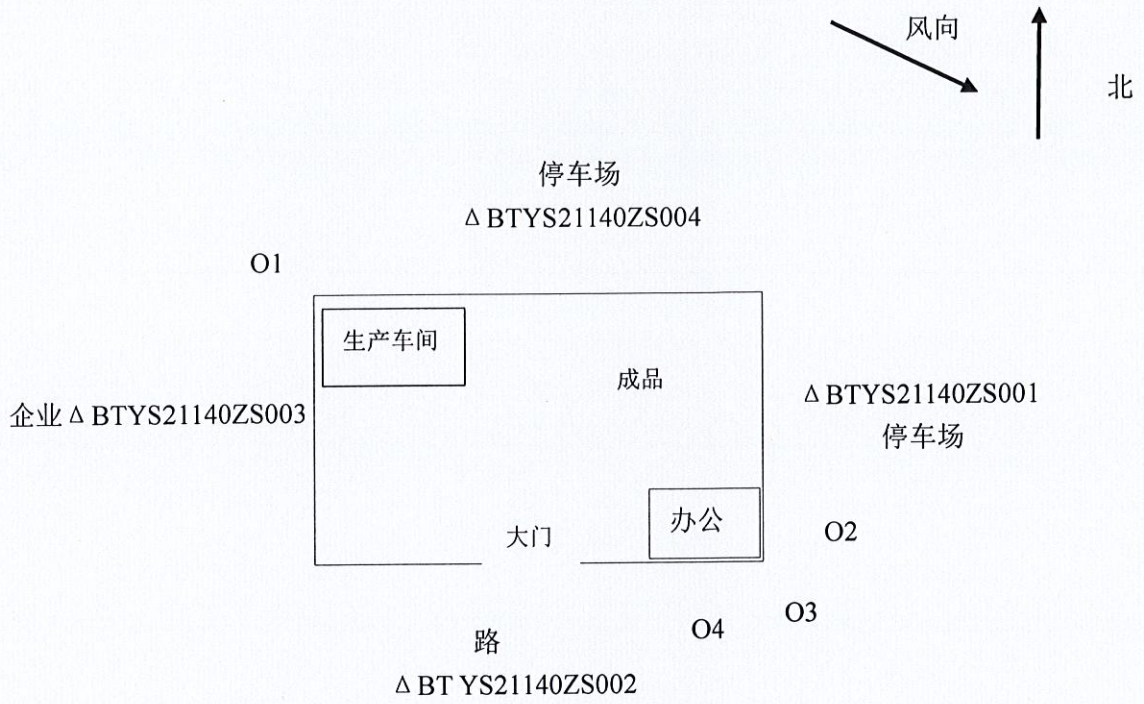 风向
北
停车场
Δ BTYS21140ZS004
O1
生产车间
成品
企业 Δ BTYS21140ZS003
Δ BTYS21140ZS001
停车场
办公
大门
O2
O3
O4
路
Δ BT YS21140ZS002